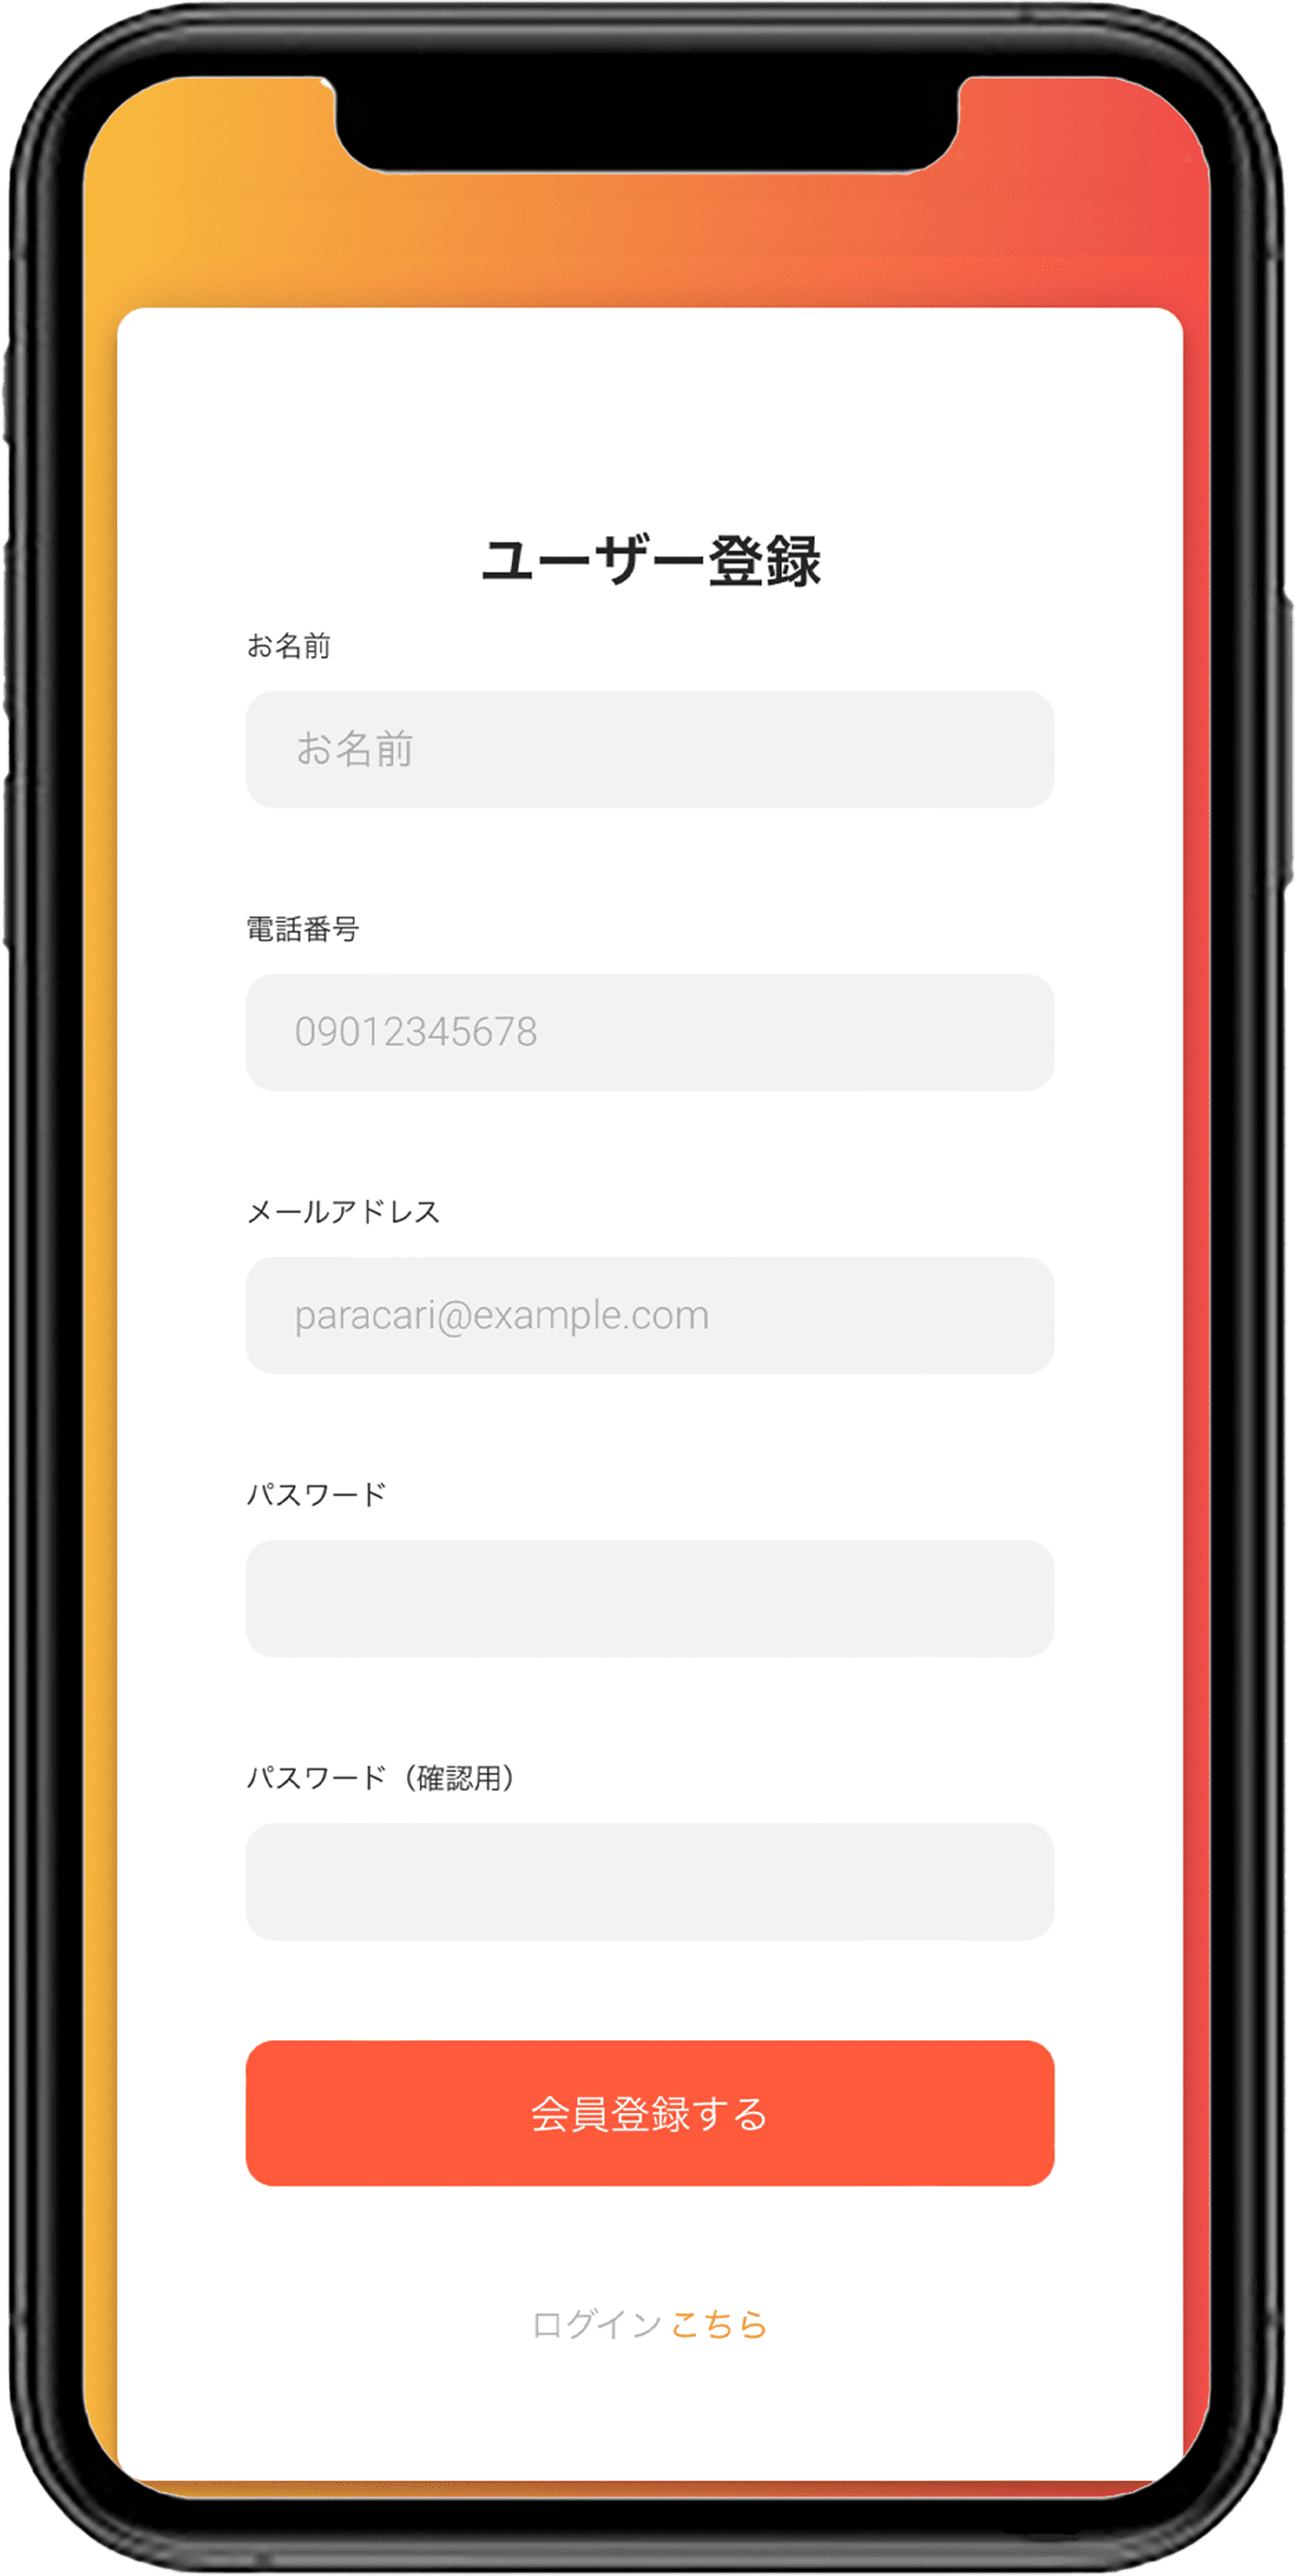 ユーザー登録
お名前
お名前
電話番号
09012345678
メールアドレス
paracari@example.com
パスワード
パスワード（確認用）
会員登録する
ログイン こちら